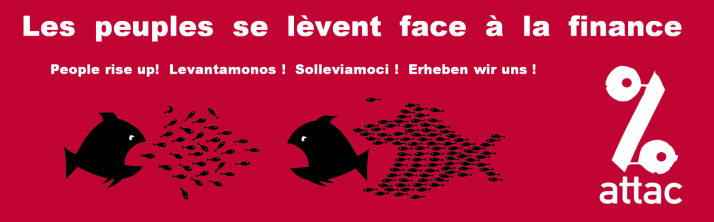 Les peuples se lèvent face à la finance
People rise up! Levantamonos ! Solleviamoci ! Erheben wir uns !
%
attac